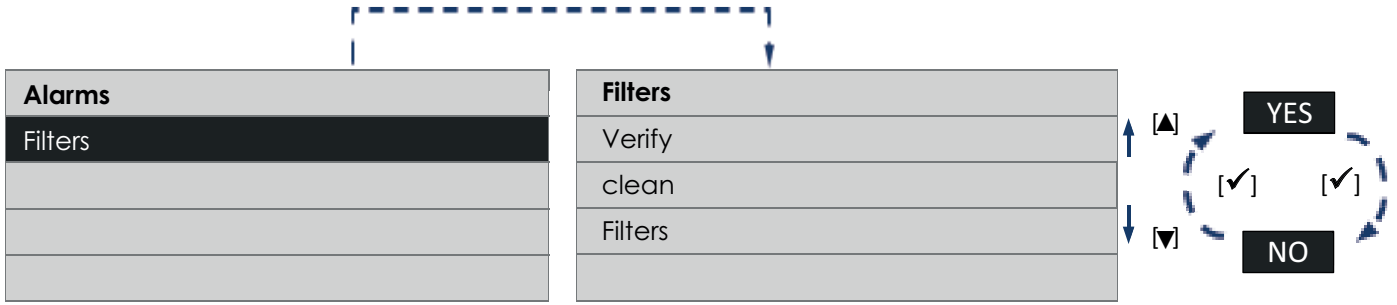 Alarms
Filters
Filters
Verify
clean
Filters
[▲]
YES
[✓] [✓]
[▼]
NO